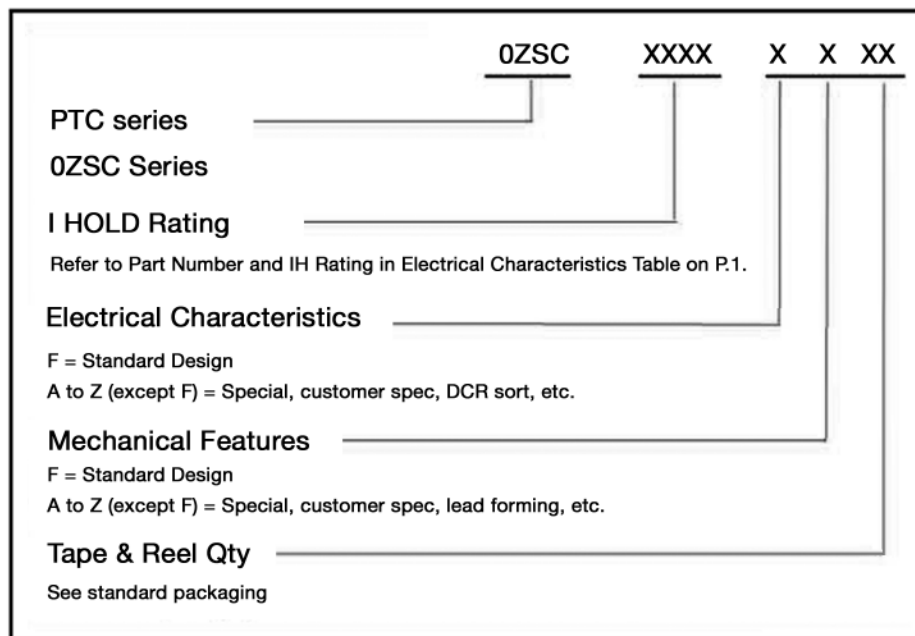 0ZSC XXXX X X XX
PTC series
0ZSC Series
I HOLD Rating
Refer to Part Number and IH Rating in Electrical Characteristics Table on P.1.
Electrical Characteristics
F = Standard Design
A to Z (except F) = Special, customer spec, DCR sort, etc.
Mechanical Features
F = Standard Design
A to Z (except F) = Special, customer spec, lead forming, etc.
Tape & Reel Qty
See standard packaging